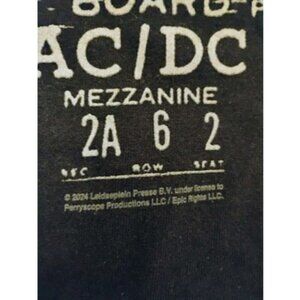 BOARD
AC/DC
MEZZANINE
2A 6 2
SEC ROW SEAT
© 2024 Leidseplein Presse B.V. under license to
Perryscope Productions LLC / Epic Rights LLC.